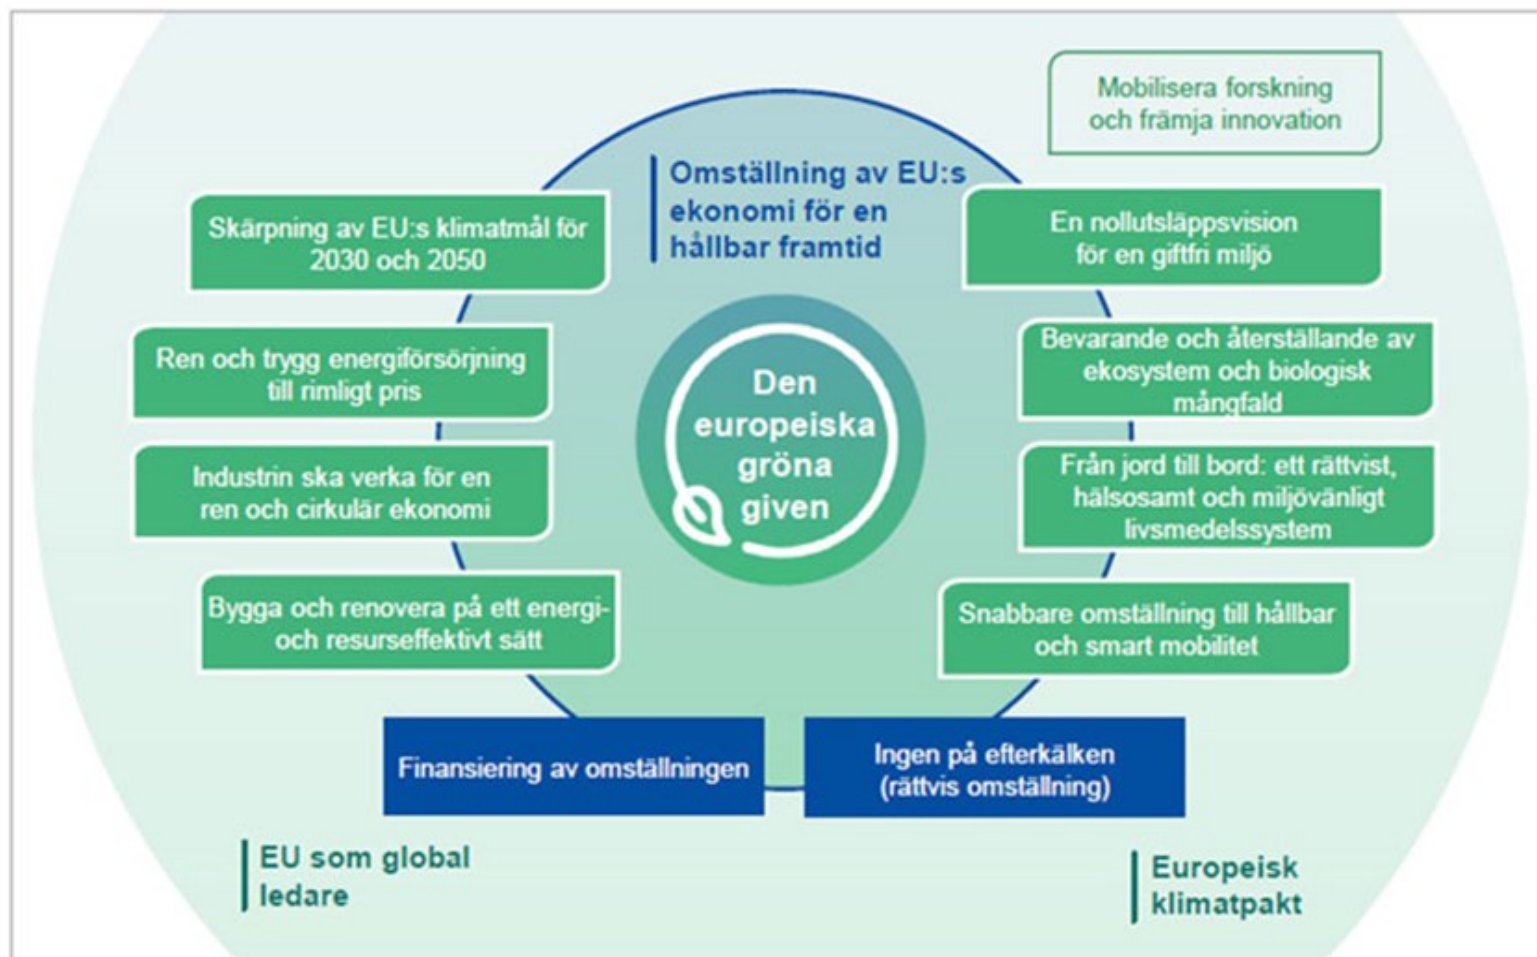 Mobilisera forskning
och främja innovation
Omställning av EU:s
ekonomi för en
hållbar framtid
Skärpning av EU:s klimatmål för
2030 och 2050
En nollutsläppsvision
för en giftfri miljö
Ren och trygg energiförsörjning
till rimligt pris
Bevarande och återställande av
ekosystem och biologisk
mångfald
Den
europeiska
gröna
given
Industrin ska verka för en
ren och cirkulär ekonomi
Från jord till bord: ett rättvist,
hälsosamt och miljövänligt
livsmedelssystem
Bygga och renovera på ett energi-
och resurseffektivt sätt
Snabbare omställning till hållbar
och smart mobilitet
Finansiering av omställningen
Ingen på efterkälken
(rättvis omställning)
EU som global
ledare
Europeisk
klimatpakt